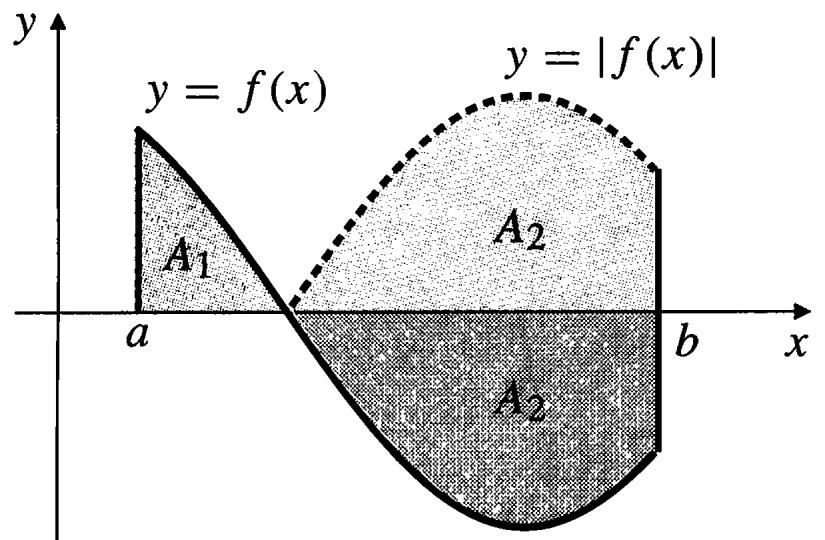 y
y = |f(x)|
y = f(x)
A₂
A₁
a
b
x
A₂